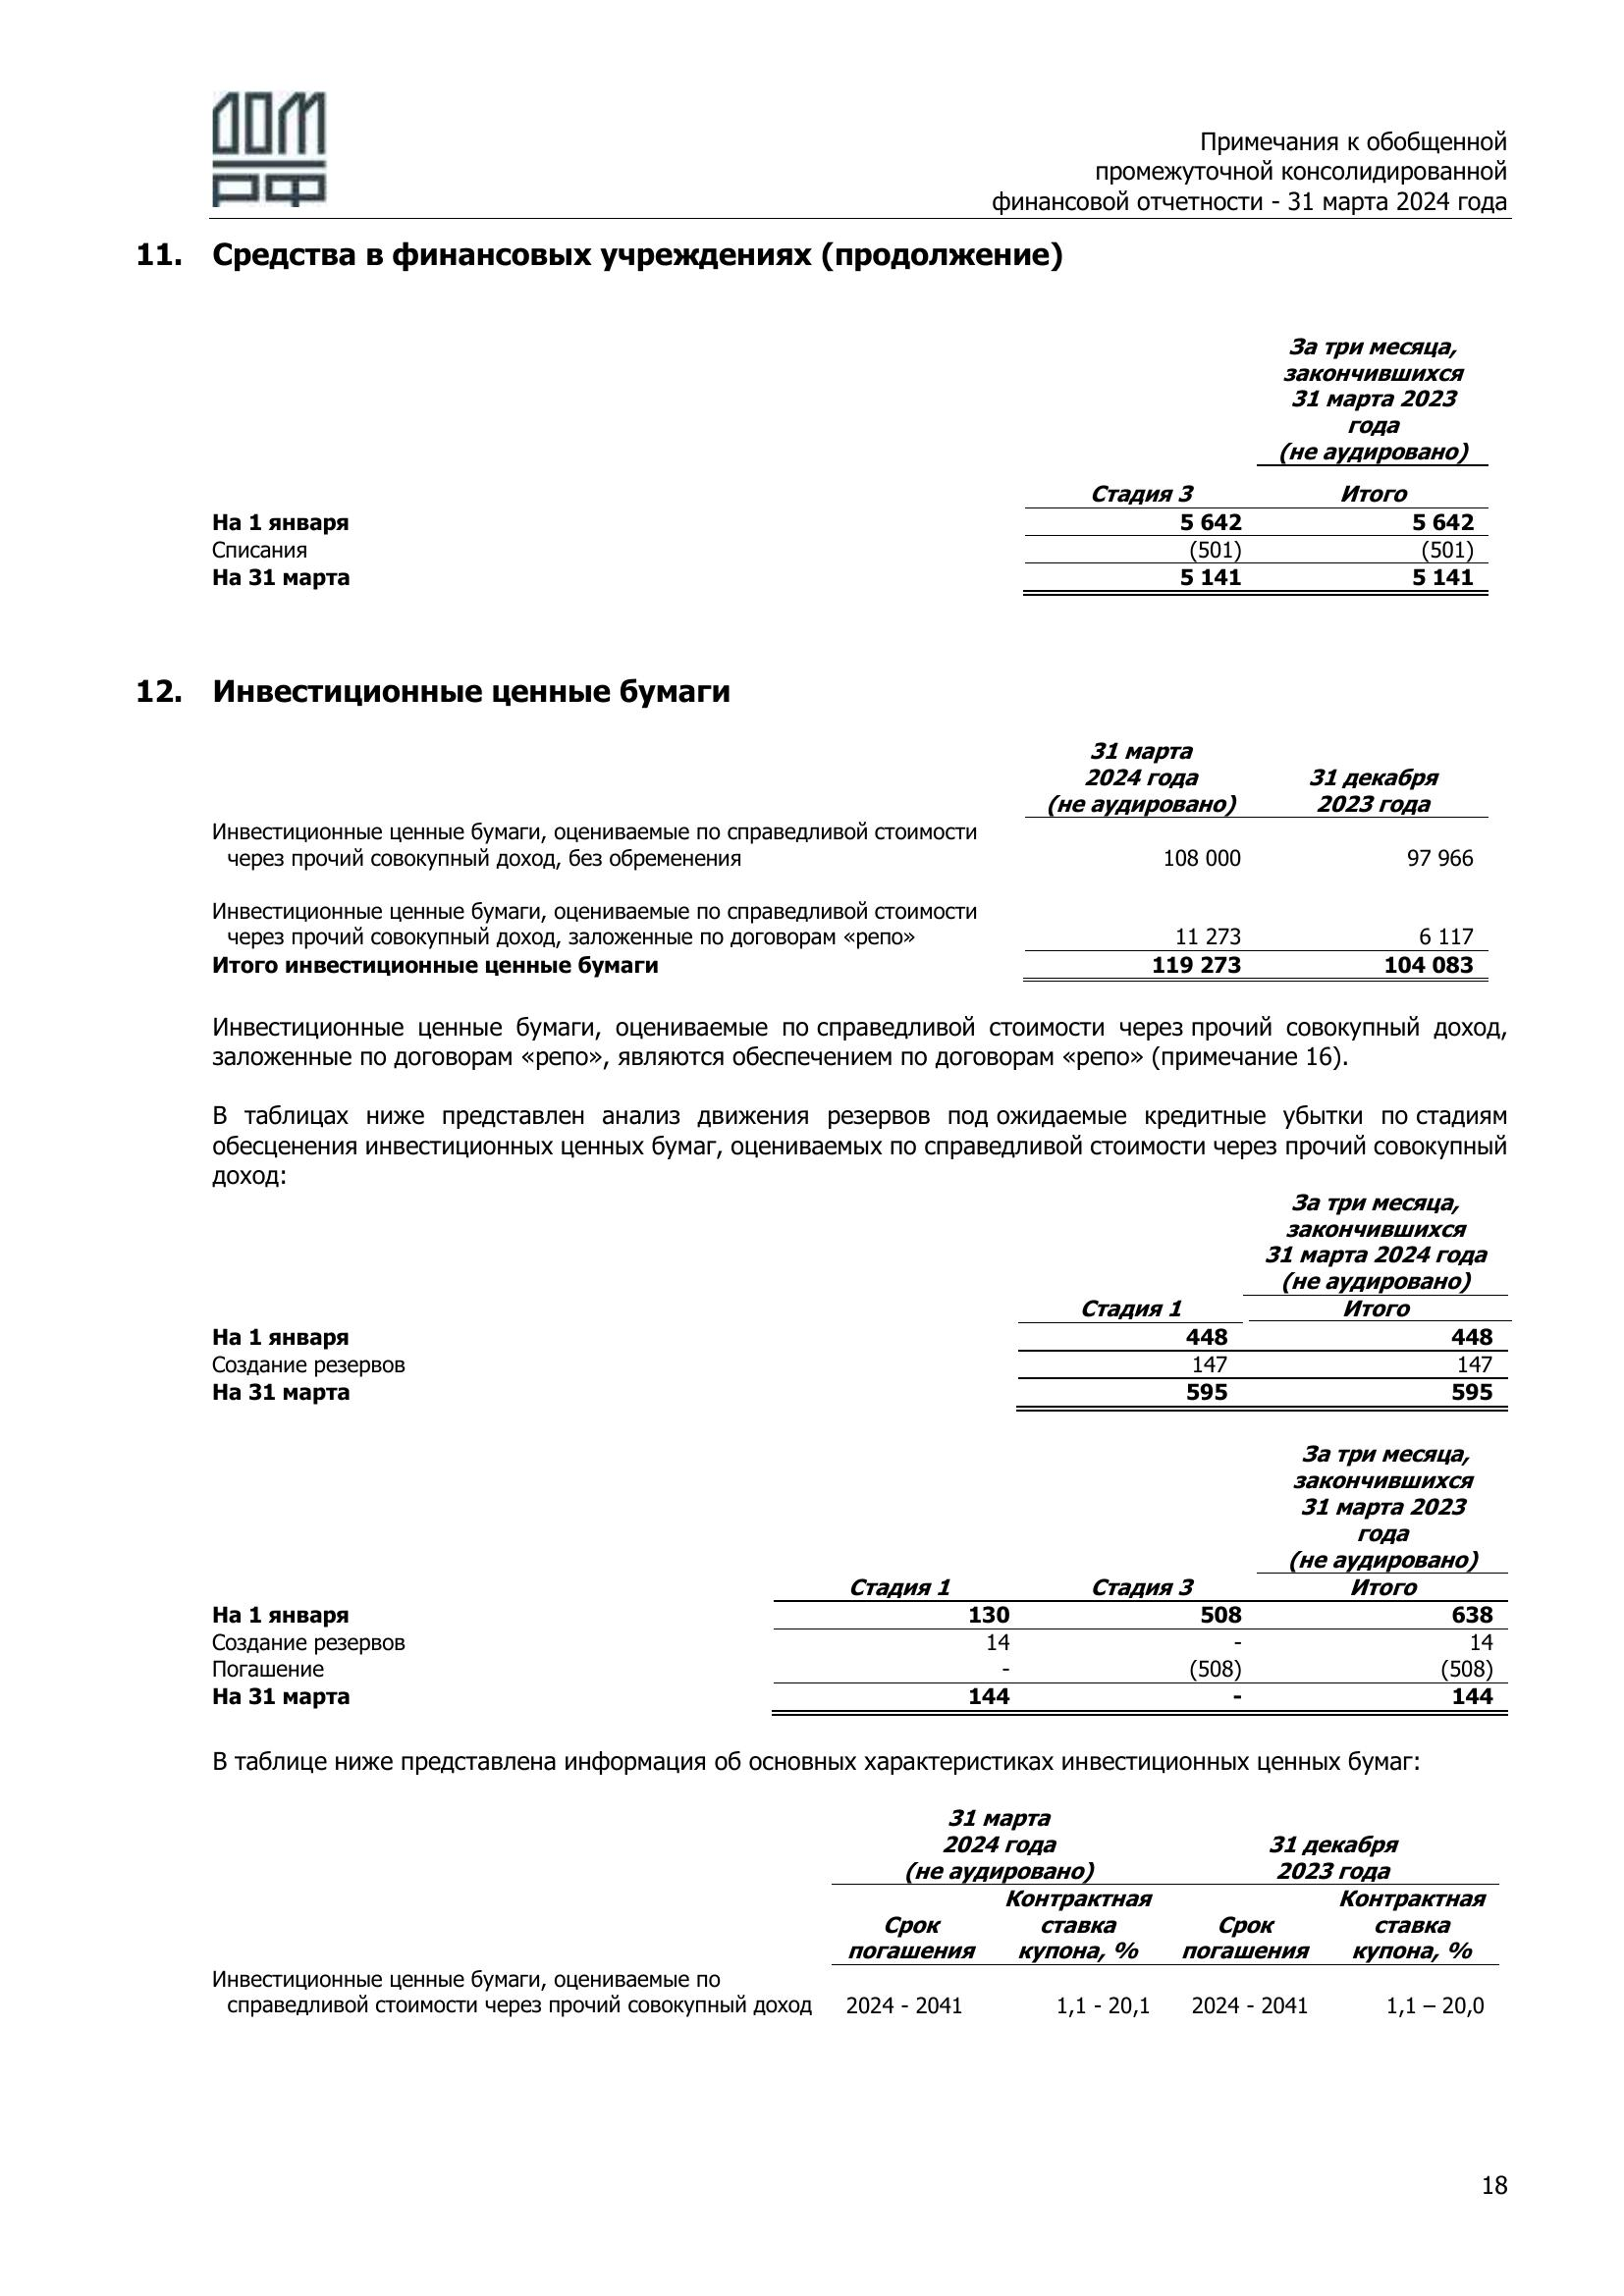 ДОМ
РФ
Примечания к обобщенной
промежуточной консолидированной
финансовой отчетности - 31 марта 2024 года
11. Средства в финансовых учреждениях (продолжение)
За три месяца,
закончившихся
31 марта 2023
года
(не аудировано)
Стадия 3 Итого
На 1 января 5 642 5 642
Списания (501) (501)
На 31 марта 5 141 5 141
12. Инвестиционные ценные бумаги
31 марта
2024 года 31 декабря
(не аудировано) 2023 года
Инвестиционные ценные бумаги, оцениваемые по справедливой стоимости
через прочий совокупный доход, без обременения 108 000 97 966
Инвестиционные ценные бумаги, оцениваемые по справедливой стоимости
через прочий совокупный доход, заложенные по договорам «репо» 11 273 6 117
Итого инвестиционные ценные бумаги 119 273 104 083
Инвестиционные ценные бумаги, оцениваемые по справедливой стоимости через прочий совокупный доход,
заложенные по договорам «репо», являются обеспечением по договорам «репо» (примечание 16).
В таблицах ниже представлен анализ движения резервов под ожидаемые кредитные убытки по стадиям
обесценения инвестиционных ценных бумаг, оцениваемых по справедливой стоимости через прочий совокупный
доход:
За три месяца,
закончившихся
31 марта 2024 года
(не аудировано)
Стадия 1 Итого
На 1 января 448 448
Создание резервов 147 147
На 31 марта 595 595
За три месяца,
закончившихся
31 марта 2023
года
(не аудировано)
Стадия 1 Стадия 3 Итого
На 1 января 130 508 638
Создание резервов 14 - 14
Погашение - (508) (508)
На 31 марта 144 - 144
В таблице ниже представлена информация об основных характеристиках инвестиционных ценных бумаг:
31 марта
2024 года 31 декабря
(не аудировано) 2023 года
Контрактная Контрактная
Срок ставка Срок ставка
погашения купона, % погашения купона, %
Инвестиционные ценные бумаги, оцениваемые по
справедливой стоимости через прочий совокупный доход 2024 - 2041 1,1 - 20,1 2024 - 2041 1,1 – 20,0
18